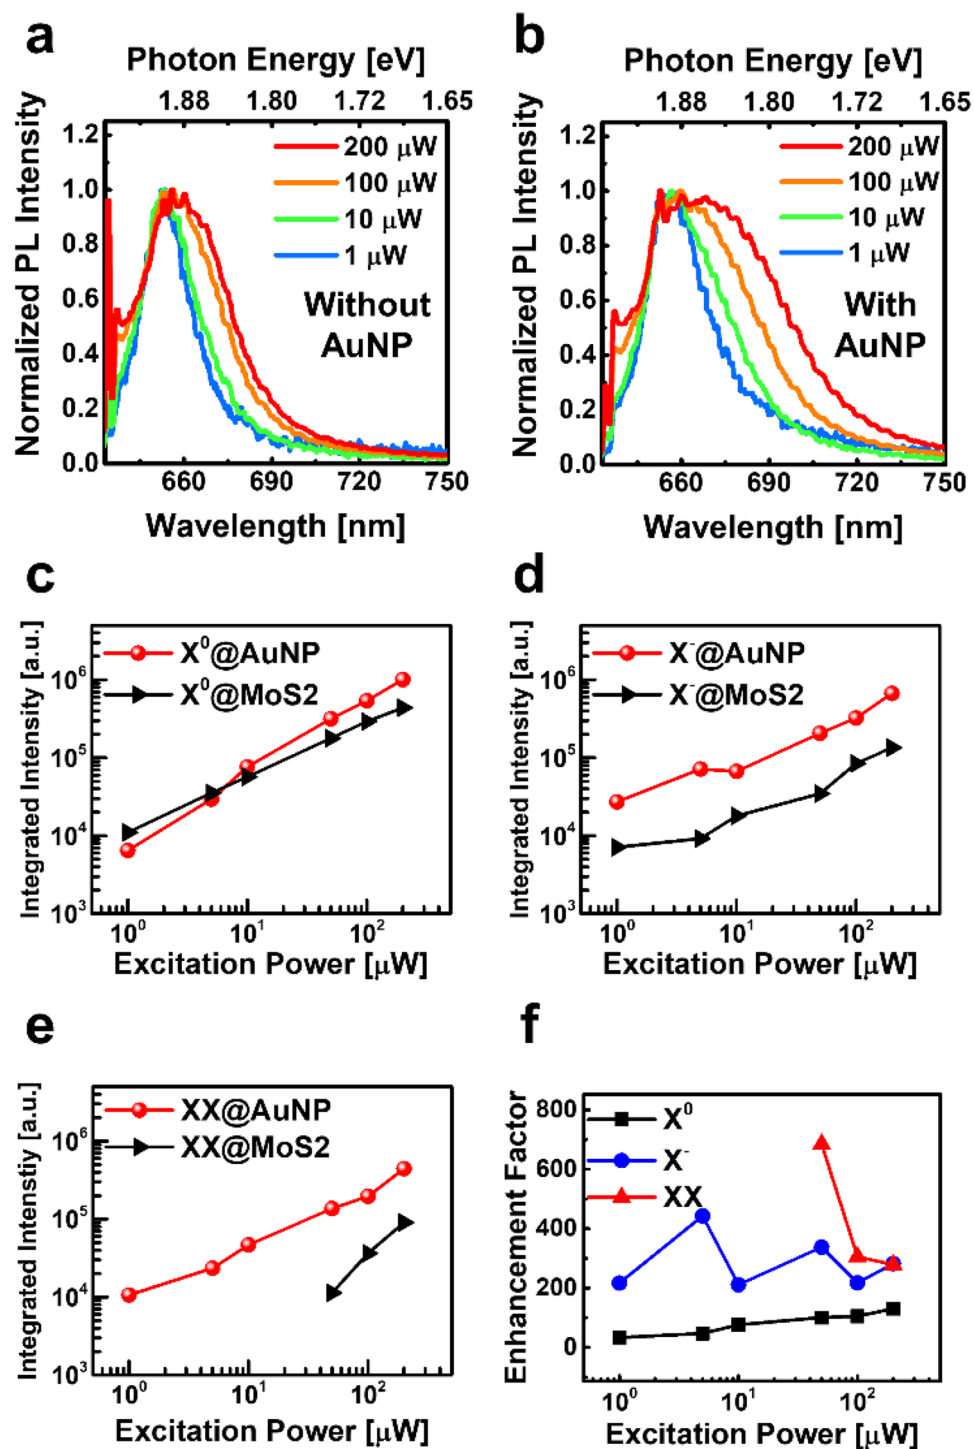 a
Photon Energy [eV]
1.88 1.80 1.72 1.65
Normalized PL Intensity
1.2
1.0
0.8
0.6
0.4
0.2
0.0
200 μW
100 μW
10 μW
1 μW
Without
AuNP
660 690 720 750
Wavelength [nm]
b
Photon Energy [eV]
1.88 1.80 1.72 1.65
Normalized PL Intensity
1.2
1.0
0.8
0.6
0.4
0.2
0.0
200 μW
100 μW
10 μW
1 μW
With
AuNP
660 690 720 750
Wavelength [nm]
c
Integrated Intensity [a.u.]
10⁶
10⁵
10⁴
10³
X⁰@AuNP
X⁰@MoS2
10⁰ 10¹ 10²
Excitation Power [μW]
d
Integrated Intensity [a.u.]
10⁶
10⁵
10⁴
10³
X⁻@AuNP
X⁻@MoS2
10⁰ 10¹ 10²
Excitation Power [μW]
e
Integrated Intenstiy [a.u.]
10⁶
10⁵
10⁴
10³
XX@AuNP
XX@MoS2
10⁰ 10¹ 10²
Excitation Power [μW]
f
Enhancement Factor
800
600
400
200
0
X⁰
X⁻
XX
10⁰ 10¹ 10²
Excitation Power [μW]